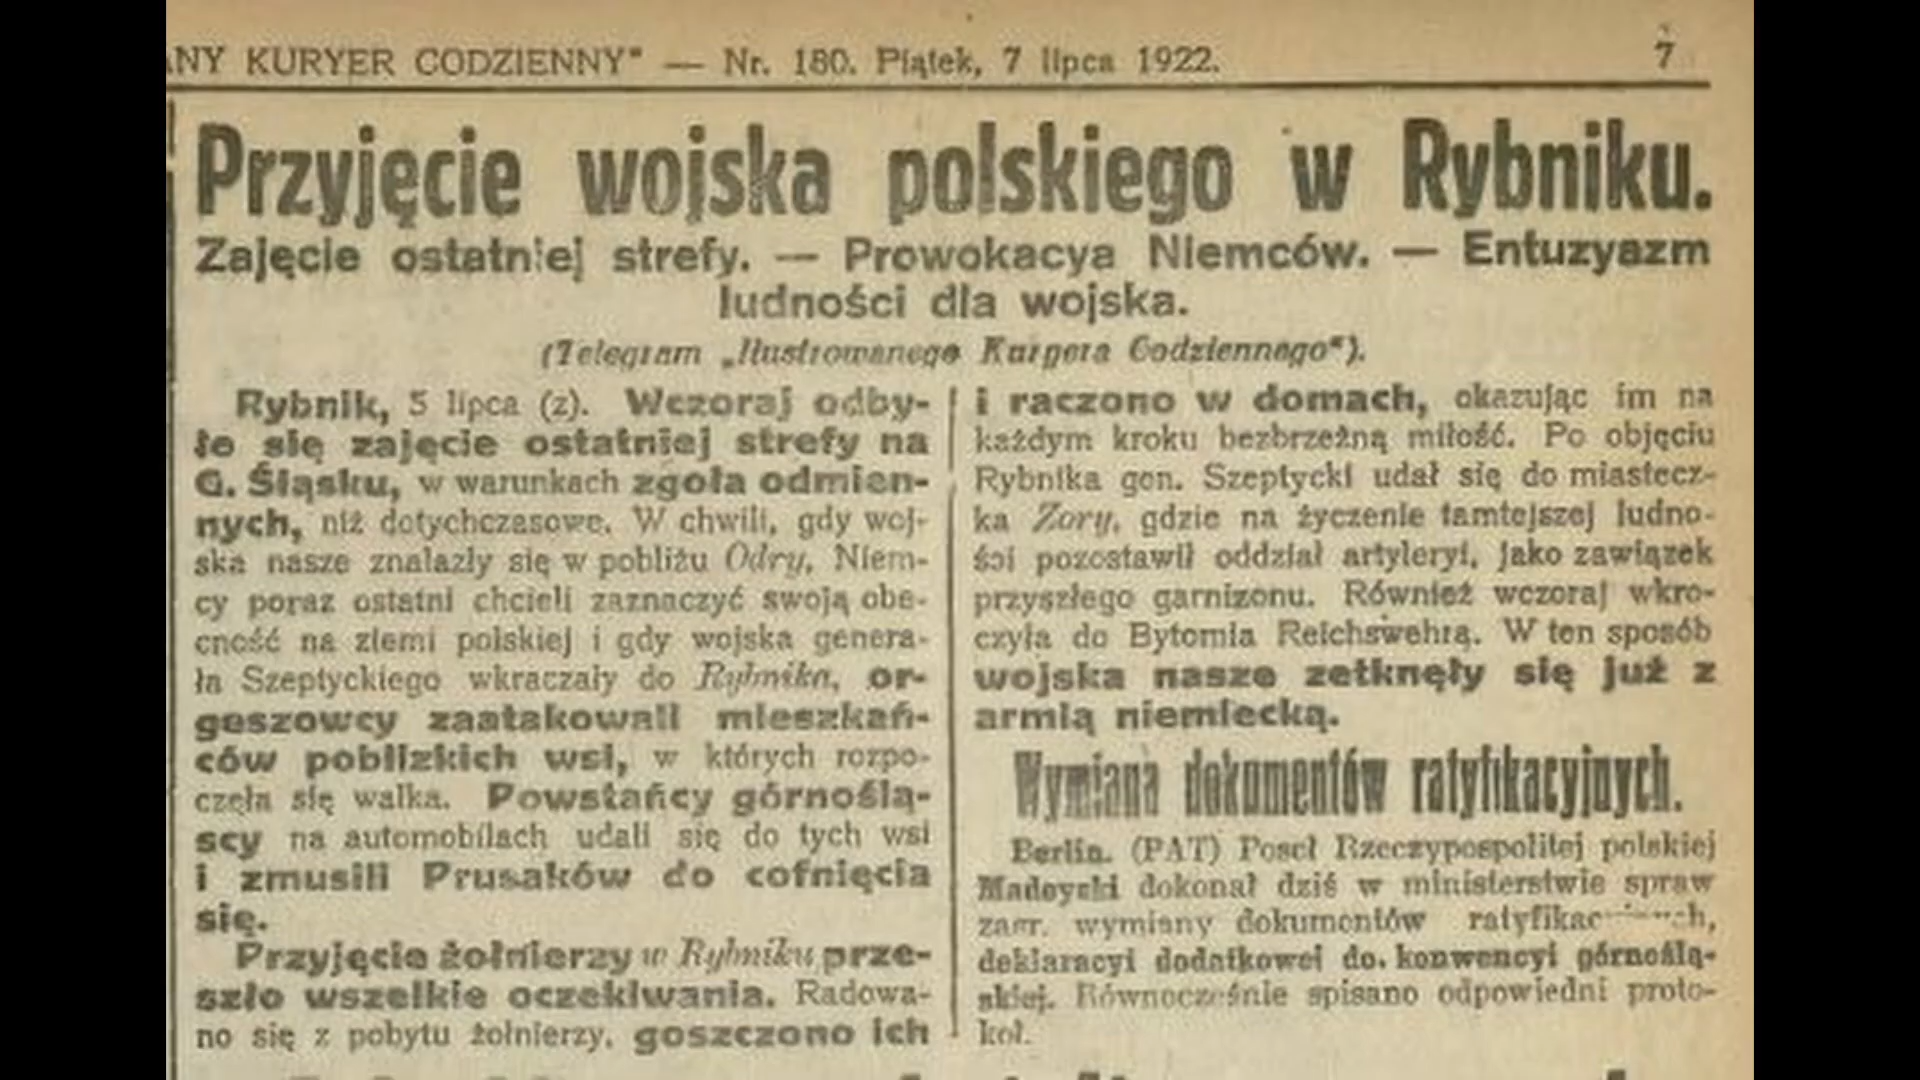 ANY KURYER CODZIENNY" — Nr. 180. Piątek, 7 lipca 1922. 7
Przyjęcie wojska polskiego w Rybniku.
Zajęcie ostatniej strefy. — Prowokacya Niemców. — Entuzyazm
ludności dla wojska.
(Telegram „Ilustrowanego Kuryera Codziennego").
Rybnik, 5 lipca (z). Wczoraj odby-
ło się zajęcie ostatniej strefy na
G. Śląsku, w warunkach zgoła odmien-
nych, niż dotychczasowe. W chwili, gdy woj-
ska nasze znalazły się w pobliżu Odry, Niem-
cy poraz ostatni chcieli zaznaczyć swoją obe-
cność na ziemi polskiej i gdy wojska genera-
ła Szeptyckiego wkraczały do Rybnika, or-
geszowcy zaatakowali mieszkań-
ców poblizkich wsi, w których rozpo-
częła się walka. Powstańcy górnoślą-
scy na automobilach udali się do tych wsi
i zmusili Prusaków do cofnięcia
się.
Przyjęcie żołnierzy w Rybniku prze-
szło wszelkie oczekiwania. Radowa-
no się z pobytu żołnierzy, goszczono ich
i raczono w domach, okazując im na
każdym kroku bezbrzeżną miłość. Po objęciu
Rybnika gen. Szeptycki udał się do miastecz-
ka Żory, gdzie na życzenie tamtejszej ludno-
ści pozostawił oddział artyleryi, jako zawiązek
przyszłego garnizonu. Również wczoraj wkro-
czyła do Bytomia Reichswehra. W ten sposób
wojska nasze zetknęły się już z
armią niemiecką.
Wymiana dokumentów ratyfikacyjnych.
Berlin. (PAT) Poseł Rzeczypospolitej polskiej
Madeyski dokonał dziś w ministerstwie spraw
zagr. wymiany dokumentów
deklaracyi dodatkowej do. konwencyi górnoślą-
skiej. Równocześnie spisano odpowiedni proto-
kół.